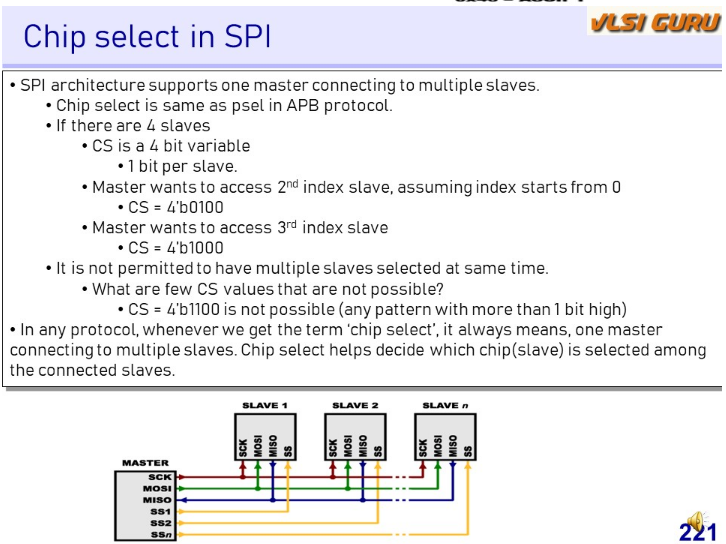 Chip select in SPI
VLSI GURU
• SPI architecture supports one master connecting to multiple slaves.
• Chip select is same as psel in APB protocol.
• If there are 4 slaves
• CS is a 4 bit variable
• 1 bit per slave.
• Master wants to access 2nd index slave, assuming index starts from 0
• CS = 4'b0100
• Master wants to access 3rd index slave
• CS = 4'b1000
• It is not permitted to have multiple slaves selected at same time.
• What are few CS values that are not possible?
• CS = 4'b1100 is not possible (any pattern with more than 1 bit high)
• In any protocol, whenever we get the term 'chip select', it always means, one master
connecting to multiple slaves. Chip select helps decide which chip(slave) is selected among
the connected slaves.
SLAVE 1 SLAVE 2 SLAVE n
SCK MOSI MISO SS SCK MOSI MISO SS SCK MOSI MISO SS
MASTER
SCK
MOSI
MISO
SS1
SS2
SSn
221